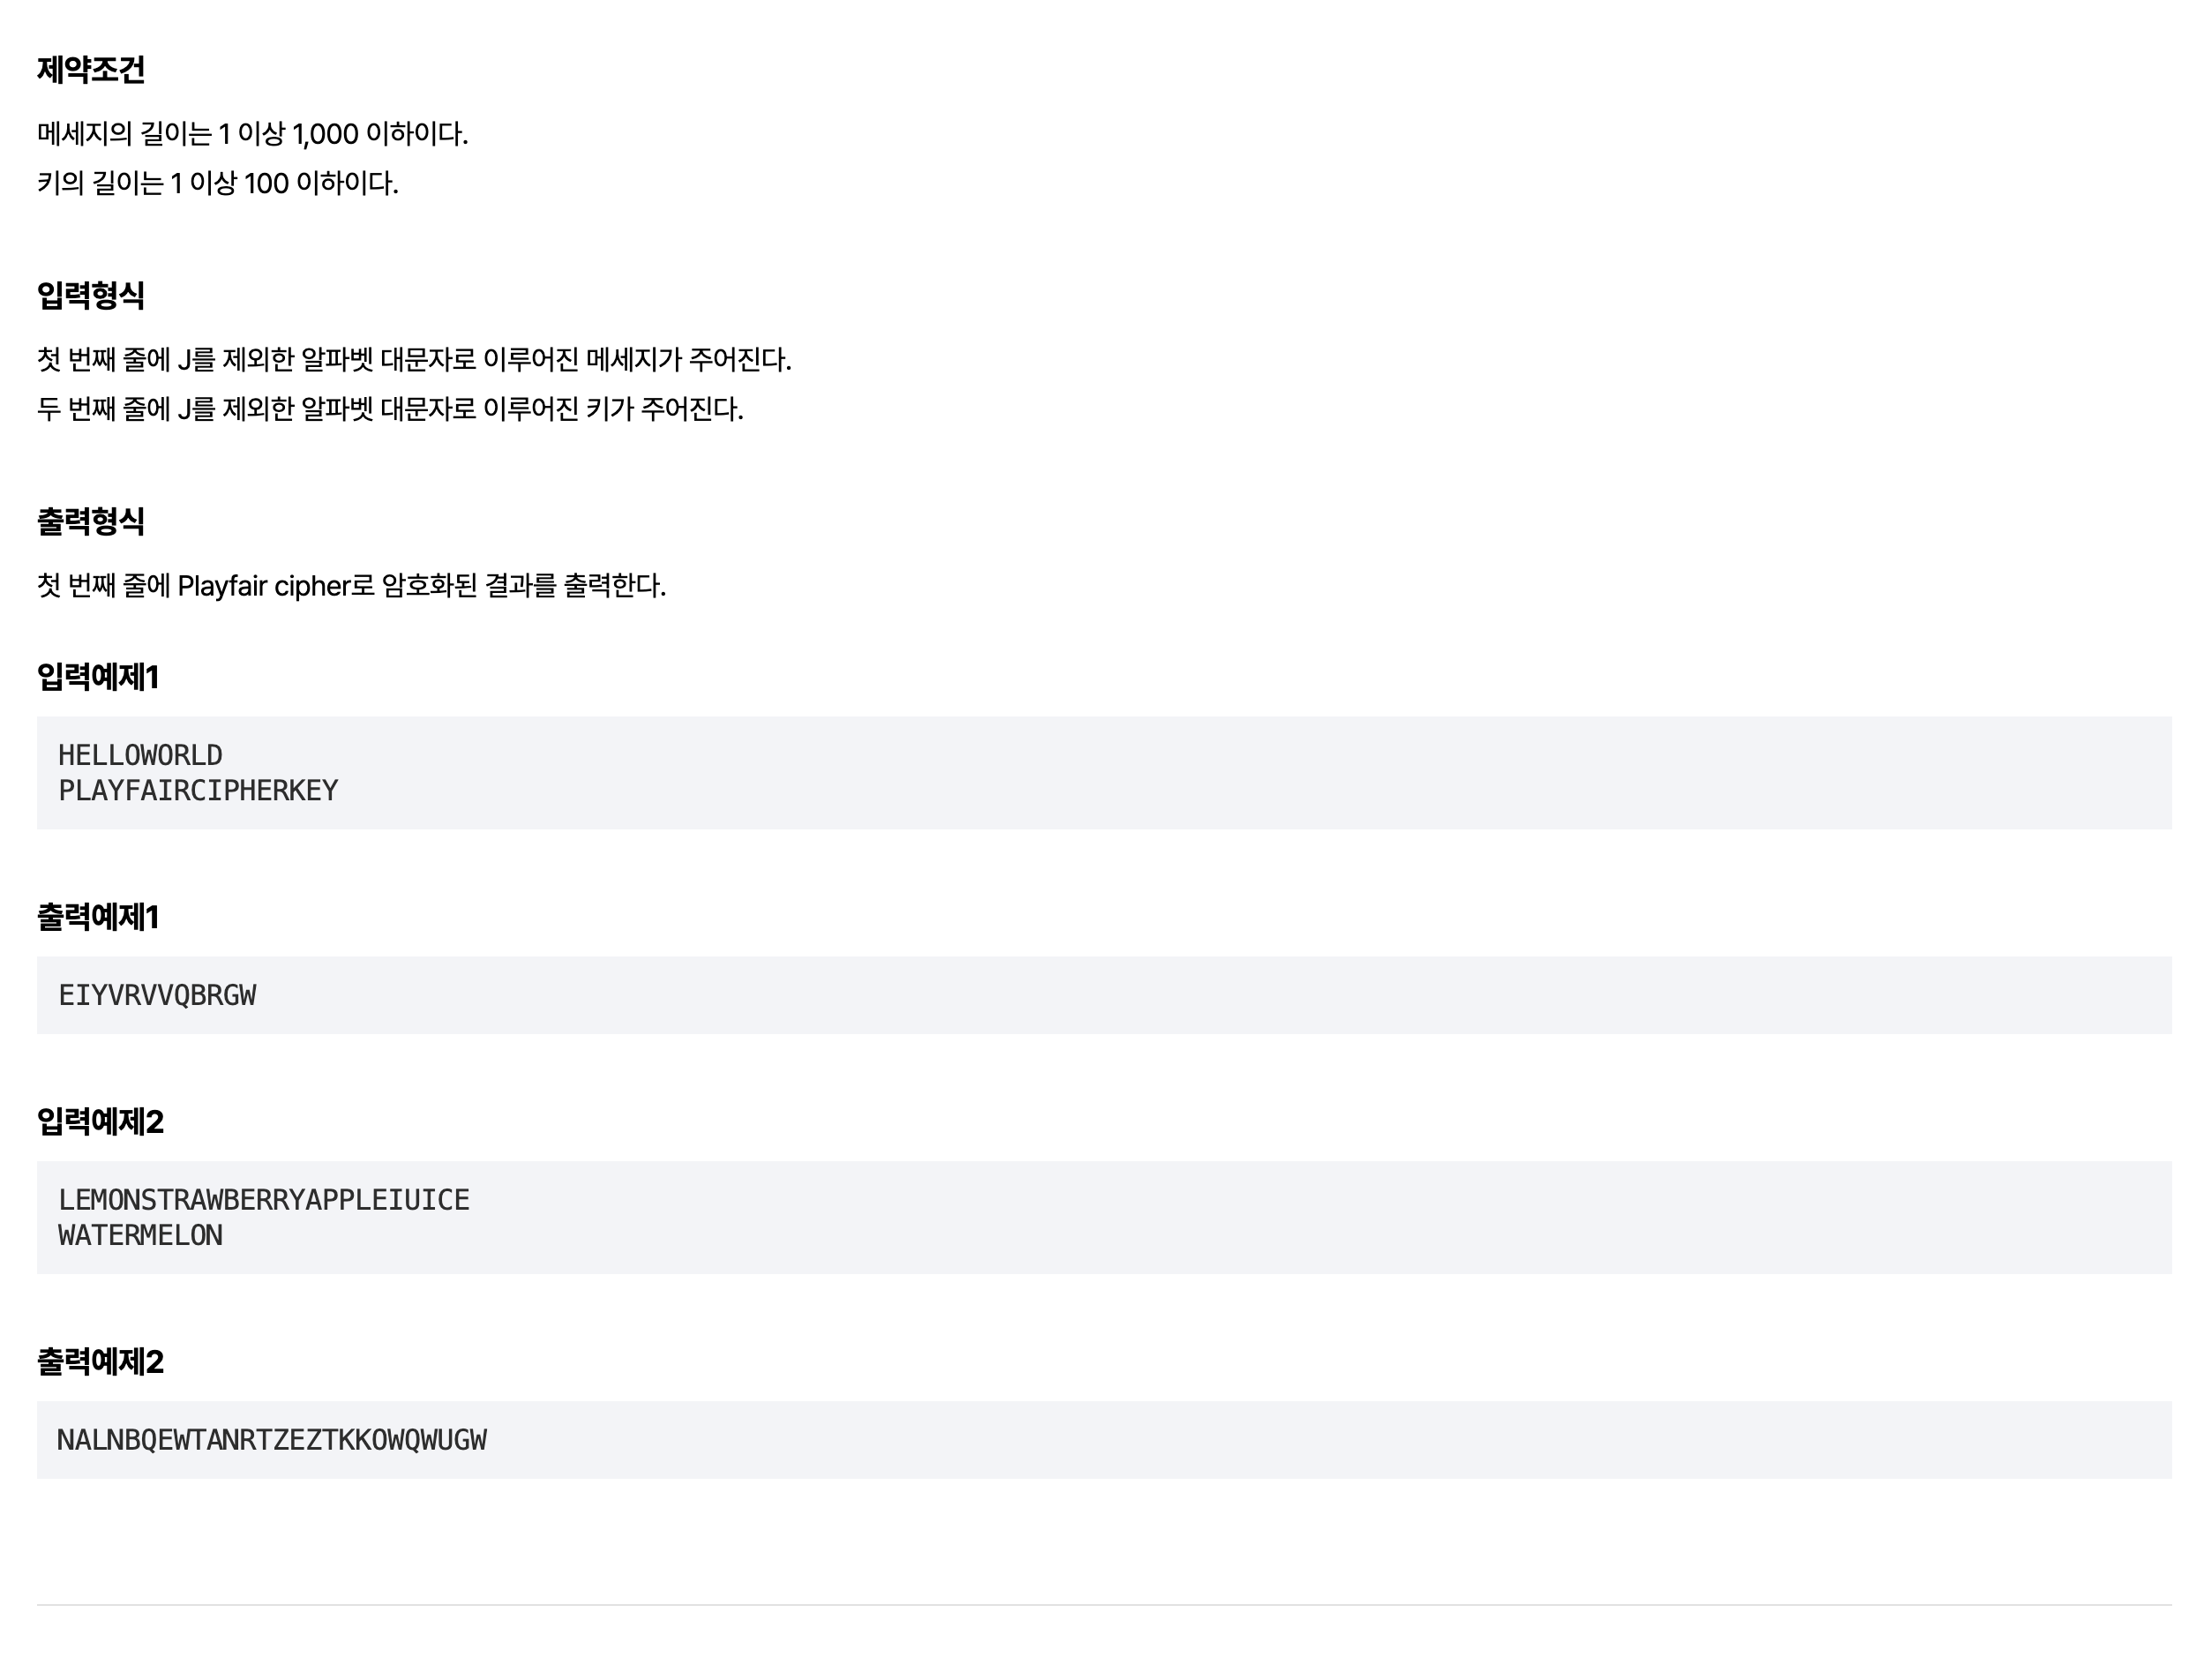 제약조건
메세지의 길이는 1 이상 1,000 이하이다.
키의 길이는 1 이상 100 이하이다.
입력형식
첫 번째 줄에 J를 제외한 알파벳 대문자로 이루어진 메세지가 주어진다.
두 번째 줄에 J를 제외한 알파벳 대문자로 이루어진 키가 주어진다.
출력형식
첫 번째 줄에 Playfair cipher로 암호화된 결과를 출력한다.
입력예제1
HELLOWORLD
PLAYFAIRCIPHERKEY
출력예제1
EIYVRVVQBRGW
입력예제2
LEMONSTRAWBERRYAPPLEIUICE
WATERMELON
출력예제2
NALNBQEWTANRTZEZTKKOWQWUGW